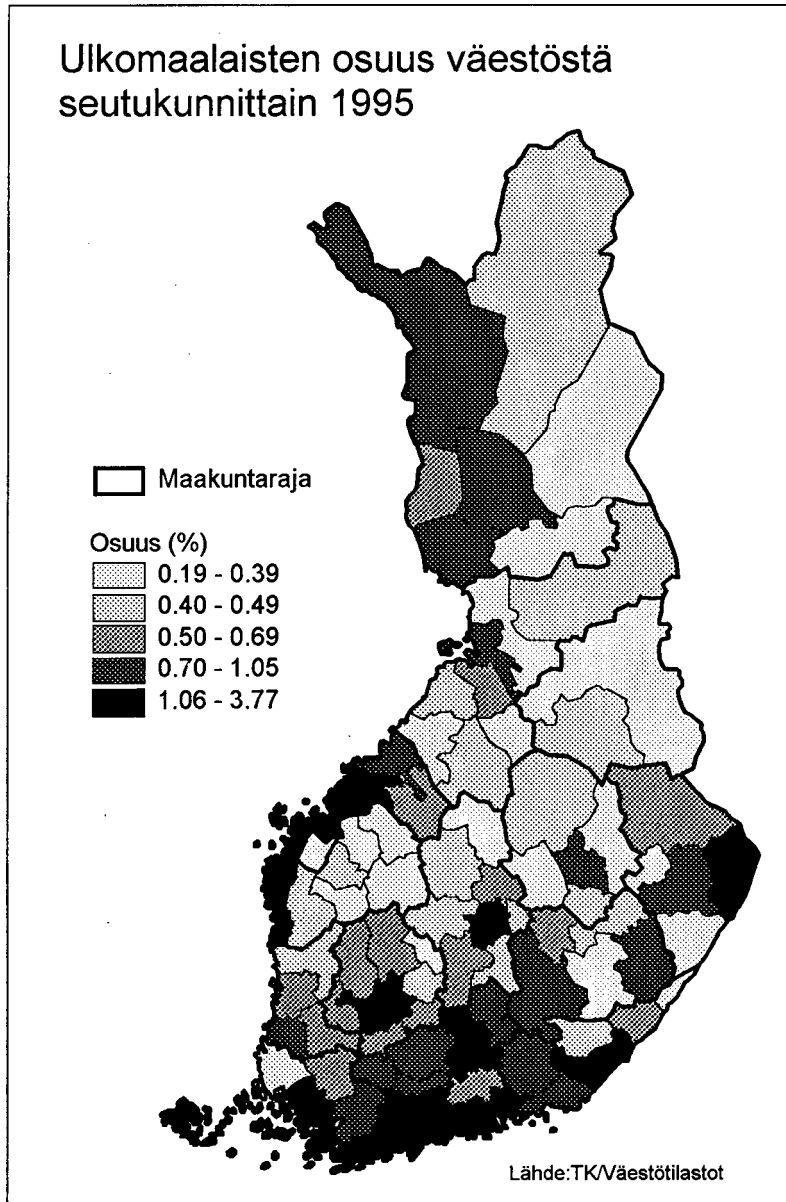 Ulkomaalaisten osuus väestöstä
seutukunnittain 1995
Maakuntaraja
Osuus (%)
0.19 - 0.39
0.40 - 0.49
0.50 - 0.69
0.70 - 1.05
1.06 - 3.77
Lähde:TK/Väestötilastot